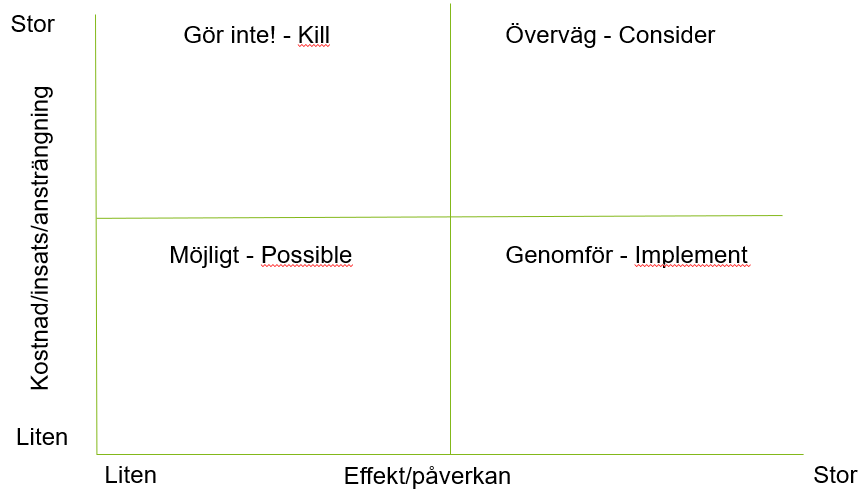 Stor
Gör inte! - Kill
Överväg - Consider
Kostnad/insats/ansträngning
Möjligt - Possible
Genomför - Implement
Liten
Liten
Effekt/påverkan
Stor